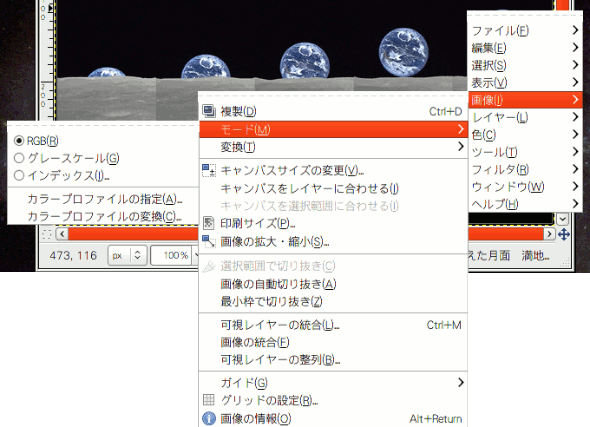 ファイル(F)
編集(E)
選択(S)
表示(V)
画像(I)
レイヤー(L)
色(C)
ツール(T)
フィルタ(R)
ウィンドウ(W)
ヘルプ(H)
複製(D) Ctrl+D
モード(M)
変換(T)
キャンバスサイズの変更(V)...
キャンバスをレイヤーに合わせる(I)
キャンバスを選択範囲に合わせる(I)
印刷サイズ(P)...
画像の拡大・縮小(S)...
選択範囲で切り抜き(C)
画像の自動切り抜き(A)
最小枠で切り抜き(Z)
可視レイヤーの統合(L)... Ctrl+M
画像の統合(F)
可視レイヤーの整列(B)...
ガイド(G)
グリッドの設定(R)...
画像の情報(O) Alt+Return
RGB(R)
グレースケール(G)
インデックス(I)...
カラープロファイルの指定(A)...
カラープロファイルの変換(C)...
200
473, 116 px 100%
えた月面 満地...